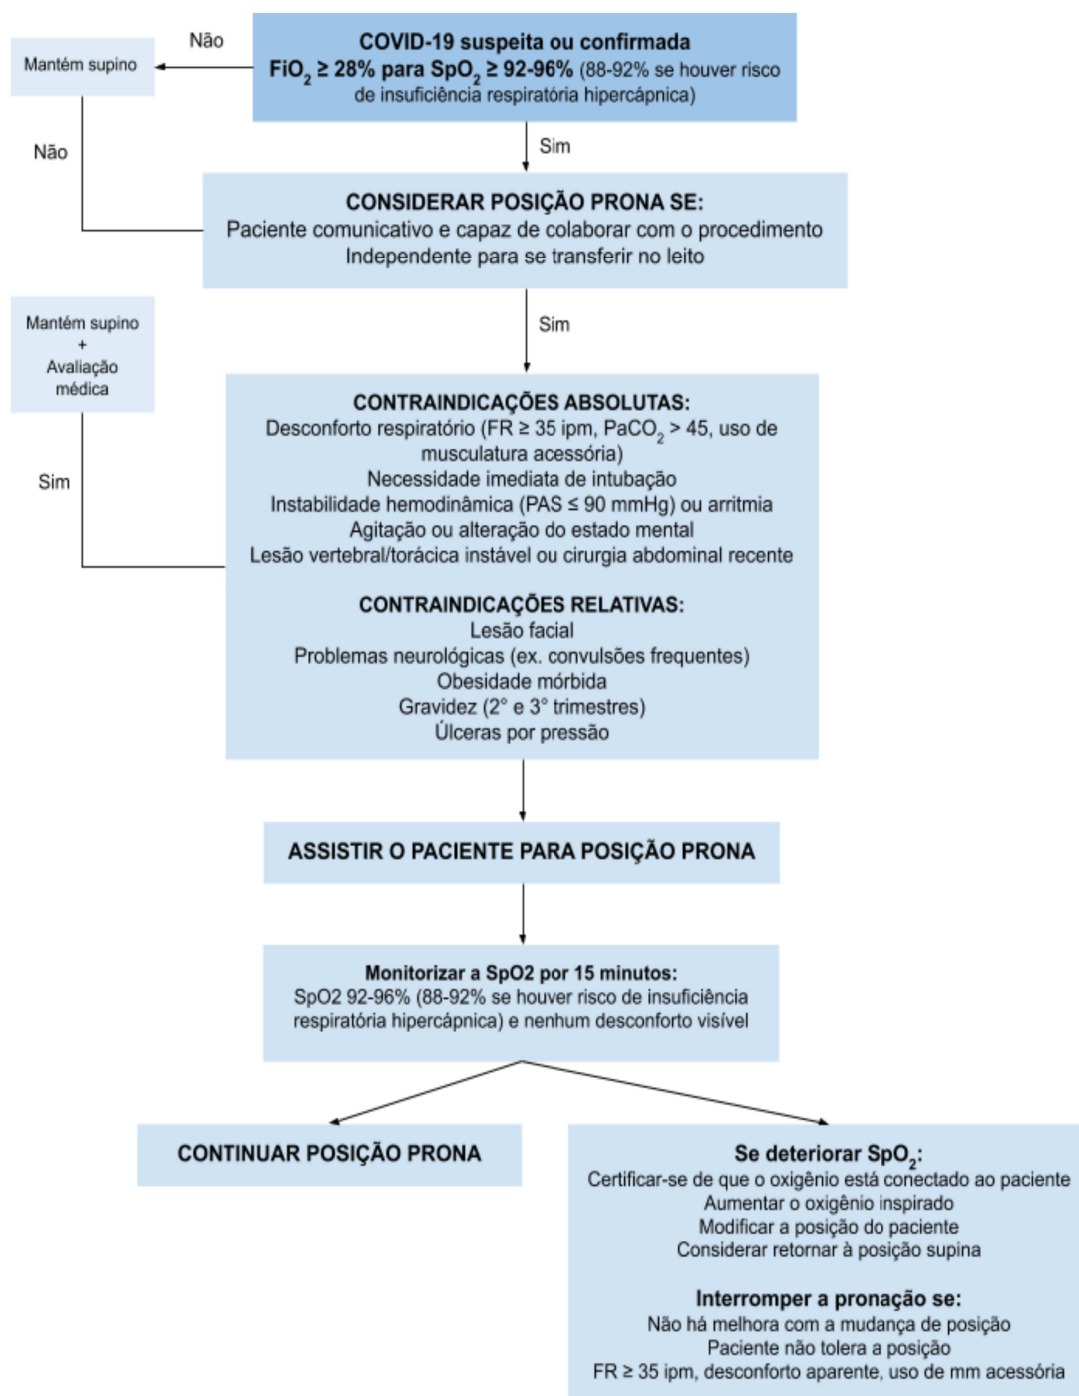 Não
COVID-19 suspeita ou confirmada
FiO₂ ≥ 28% para SpO₂ ≥ 92-96% (88-92% se houver risco
de insuficiência respiratória hipercápnica)
Mantém supino
Não
Sim
CONSIDERAR POSIÇÃO PRONA SE:
Paciente comunicativo e capaz de colaborar com o procedimento
Independente para se transferir no leito
Sim
Mantém supino
+
Avaliação
médica
Sim
CONTRAINDICAÇÕES ABSOLUTAS:
Desconforto respiratório (FR ≥ 35 ipm, PaCO₂ > 45, uso de
musculatura acessória)
Necessidade imediata de intubação
Instabilidade hemodinâmica (PAS ≤ 90 mmHg) ou arritmia
Agitação ou alteração do estado mental
Lesão vertebral/torácica instável ou cirurgia abdominal recente
CONTRAINDICAÇÕES RELATIVAS:
Lesão facial
Problemas neurológicos (ex. convulsões frequentes)
Obesidade mórbida
Gravidez (2° e 3° trimestres)
Úlceras por pressão
ASSISTIR O PACIENTE PARA POSIÇÃO PRONA
Monitorizar a SpO2 por 15 minutos:
SpO2 92-96% (88-92% se houver risco de insuficiência
respiratória hipercápnica) e nenhum desconforto visível
CONTINUAR POSIÇÃO PRONA
Se deteriorar SpO₂:
Certificar-se de que o oxigênio está conectado ao paciente
Aumentar o oxigênio inspirado
Modificar a posição do paciente
Considerar retornar à posição supina
Interromper a pronação se:
Não há melhora com a mudança de posição
Paciente não tolera a posição
FR ≥ 35 ipm, desconforto aparente, uso de mm acessória